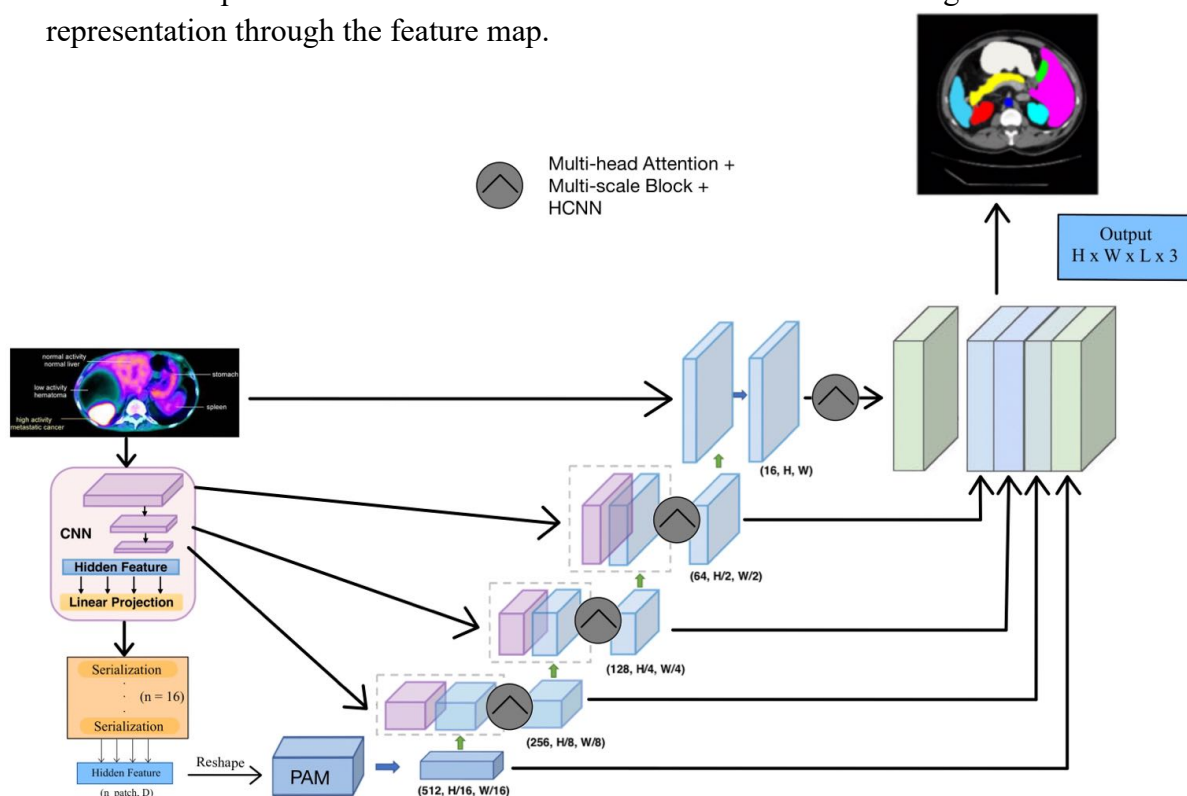 representation through the feature map.
Multi-head Attention +
Multi-scale Block +
HCNN
Output
H x W x L x 3
normal activity
normal liver
stomach
low activity
hematoma
spleen
high activity
metastatic cancer
(16, H, W)
CNN
Hidden Feature
Linear Projection
(64, H/2, W/2)
(128, H/4, W/4)
Serialization
(n = 16)
Serialization
(256, H/8, W/8)
Hidden Feature
(n_patch, D)
Reshape
PAM
(512, H/16, W/16)